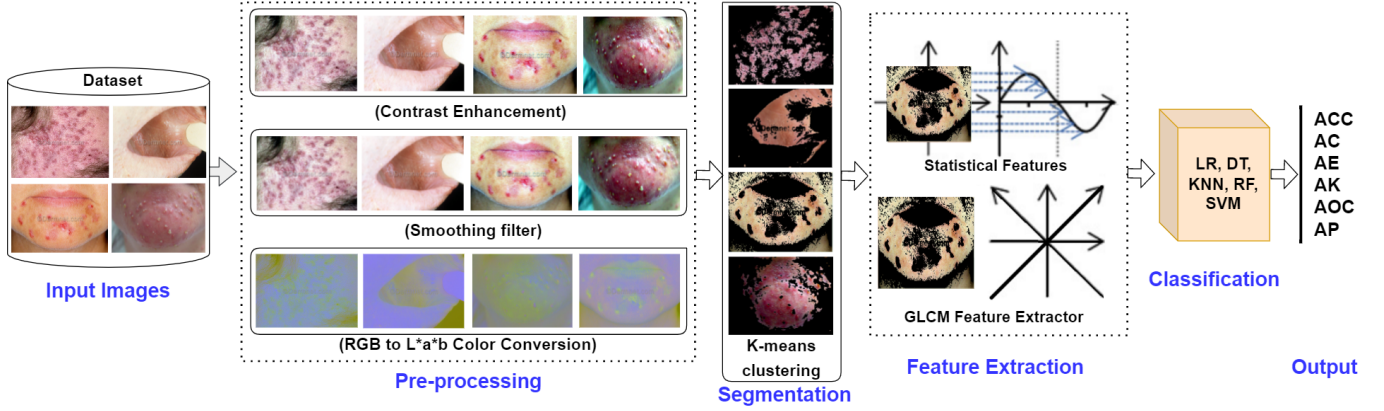 Dataset
Input Images
(Contrast Enhancement)
(Smoothing filter)
(RGB to L*a*b Color Conversion)
Pre-processing
K-means
clustering
Segmentation
Statistical Features
GLCM Feature Extractor
Feature Extraction
LR, DT,
KNN, RF,
SVM
Classification
ACC
AC
AE
AK
AOC
AP
Output